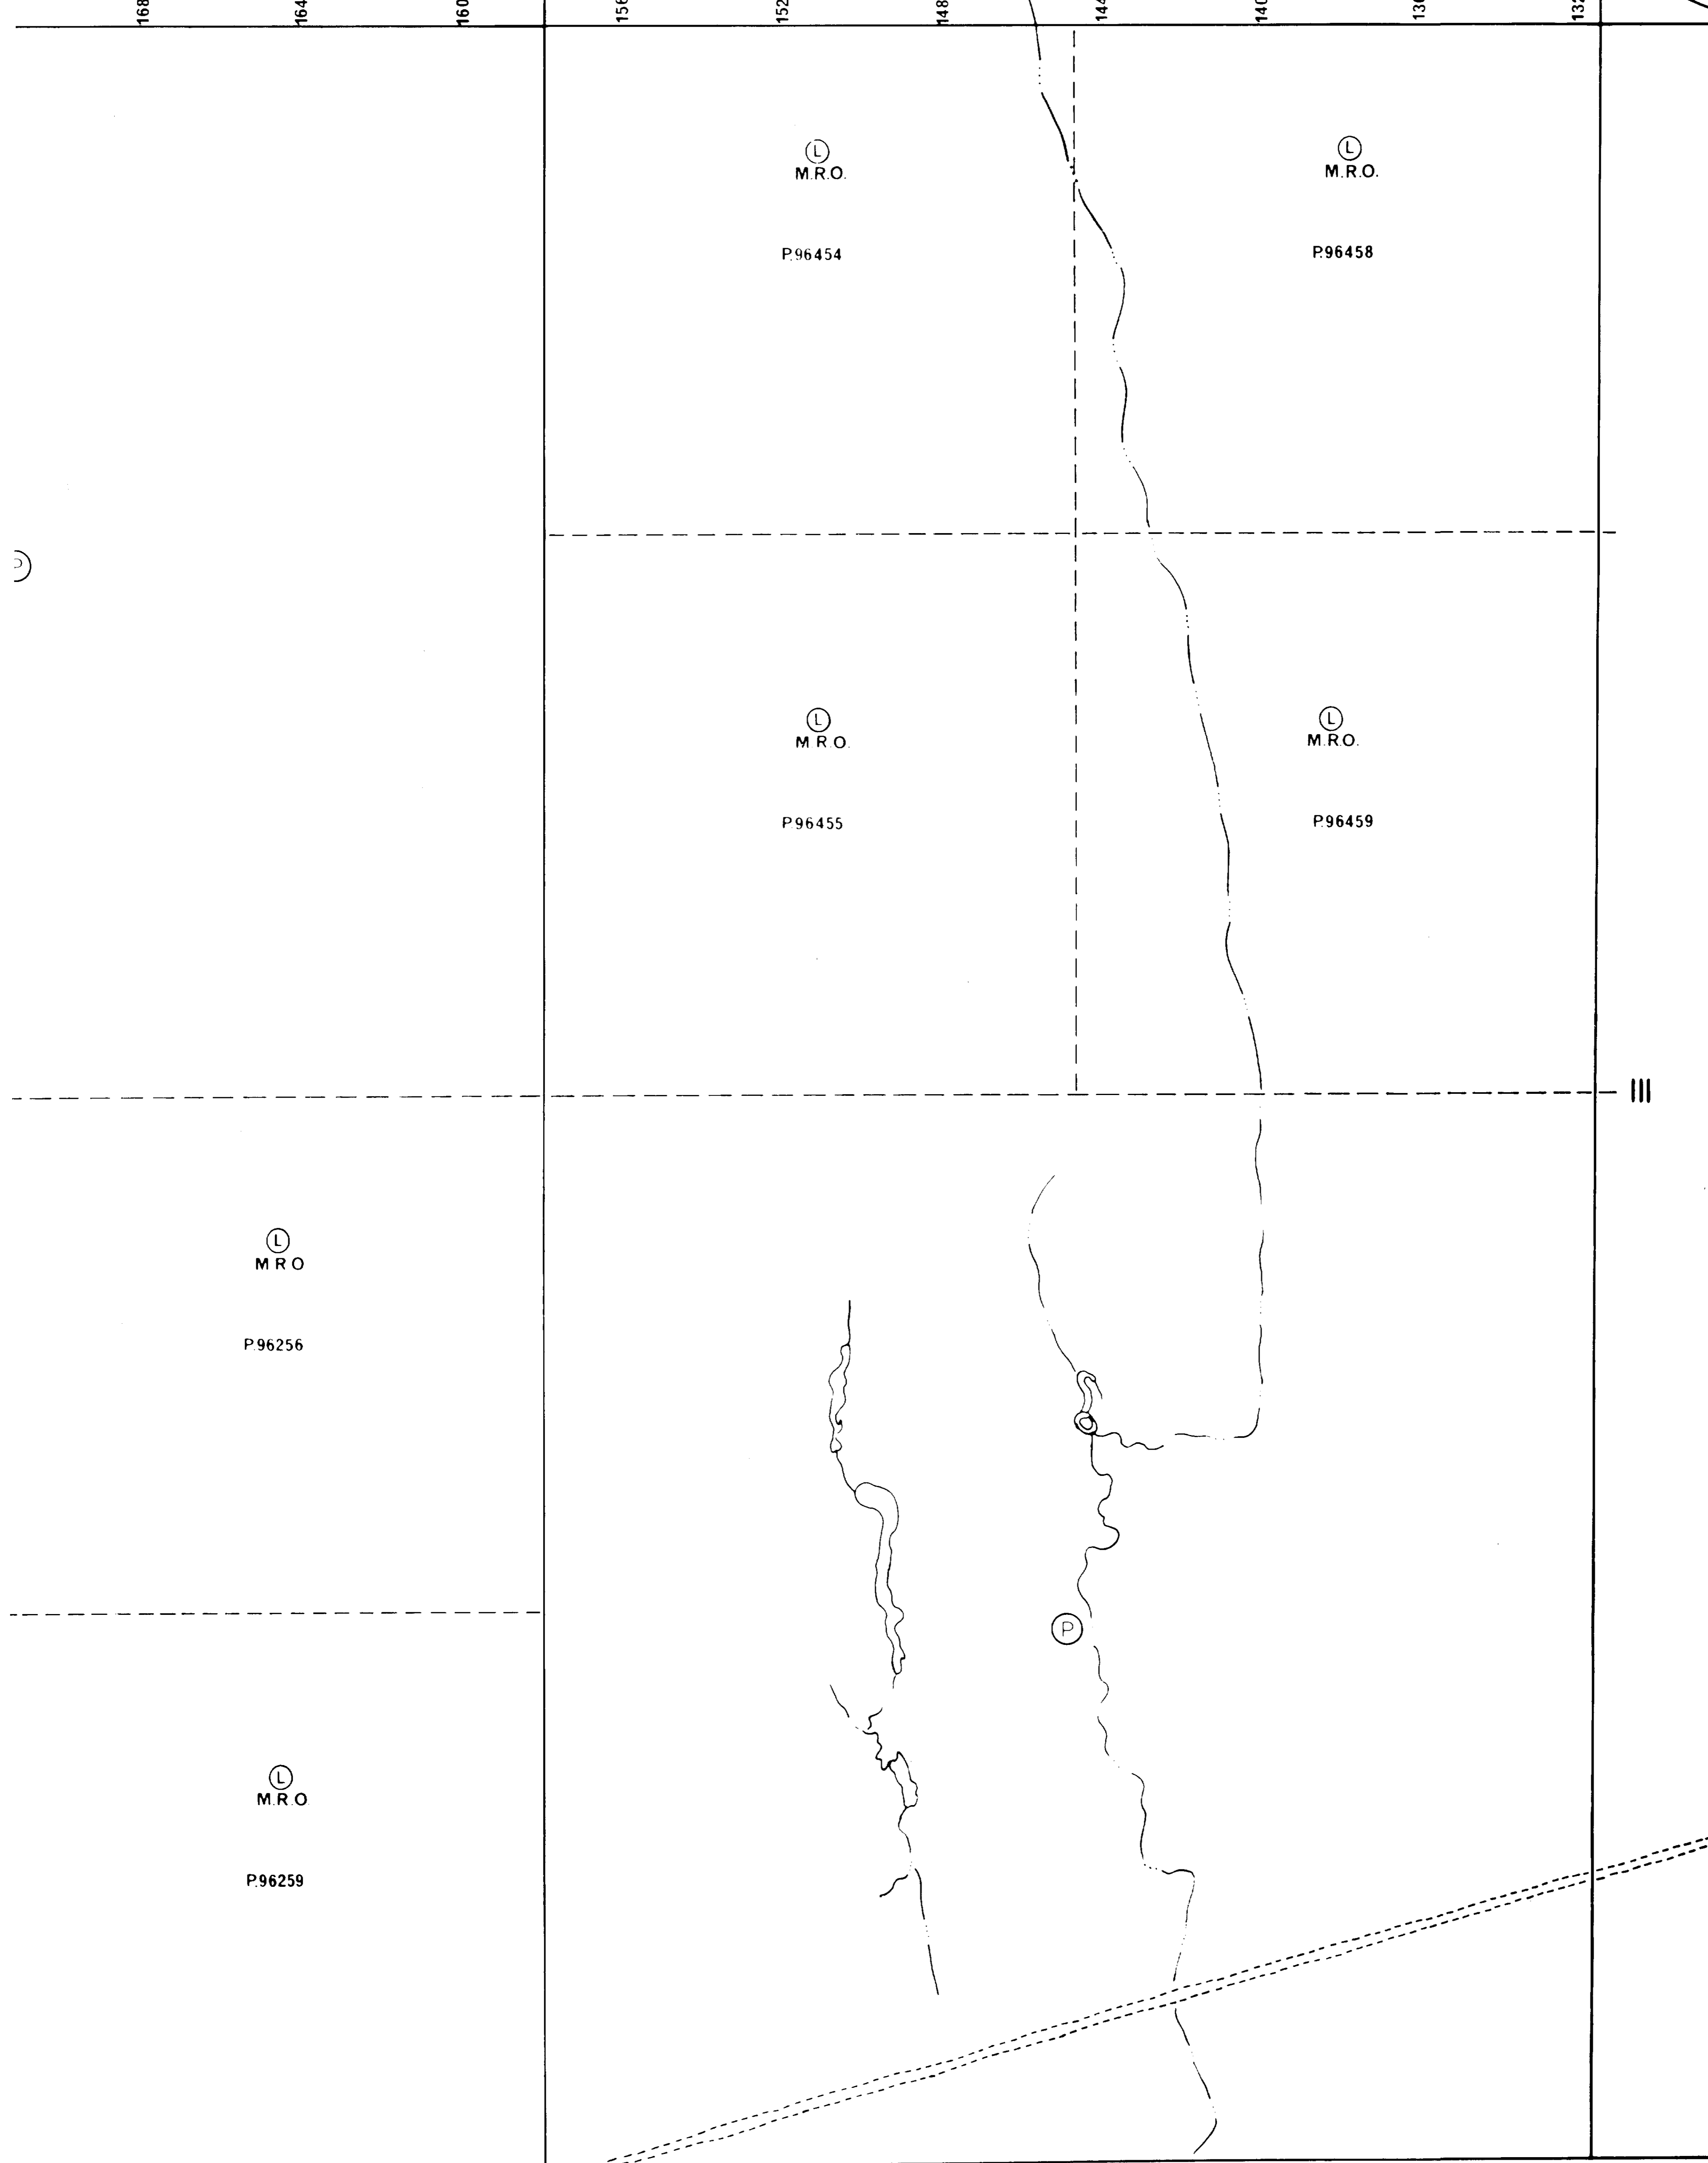 168
164
160
156
152
148
144
140
136
132
L
M.R.O.
P.96454
L
M.R.O.
P.96458
P
L
M.R.O.
P.96455
L
M.R.O.
P.96459
III
L
M R O
P.96256
P
L
M.R.O
P.96259